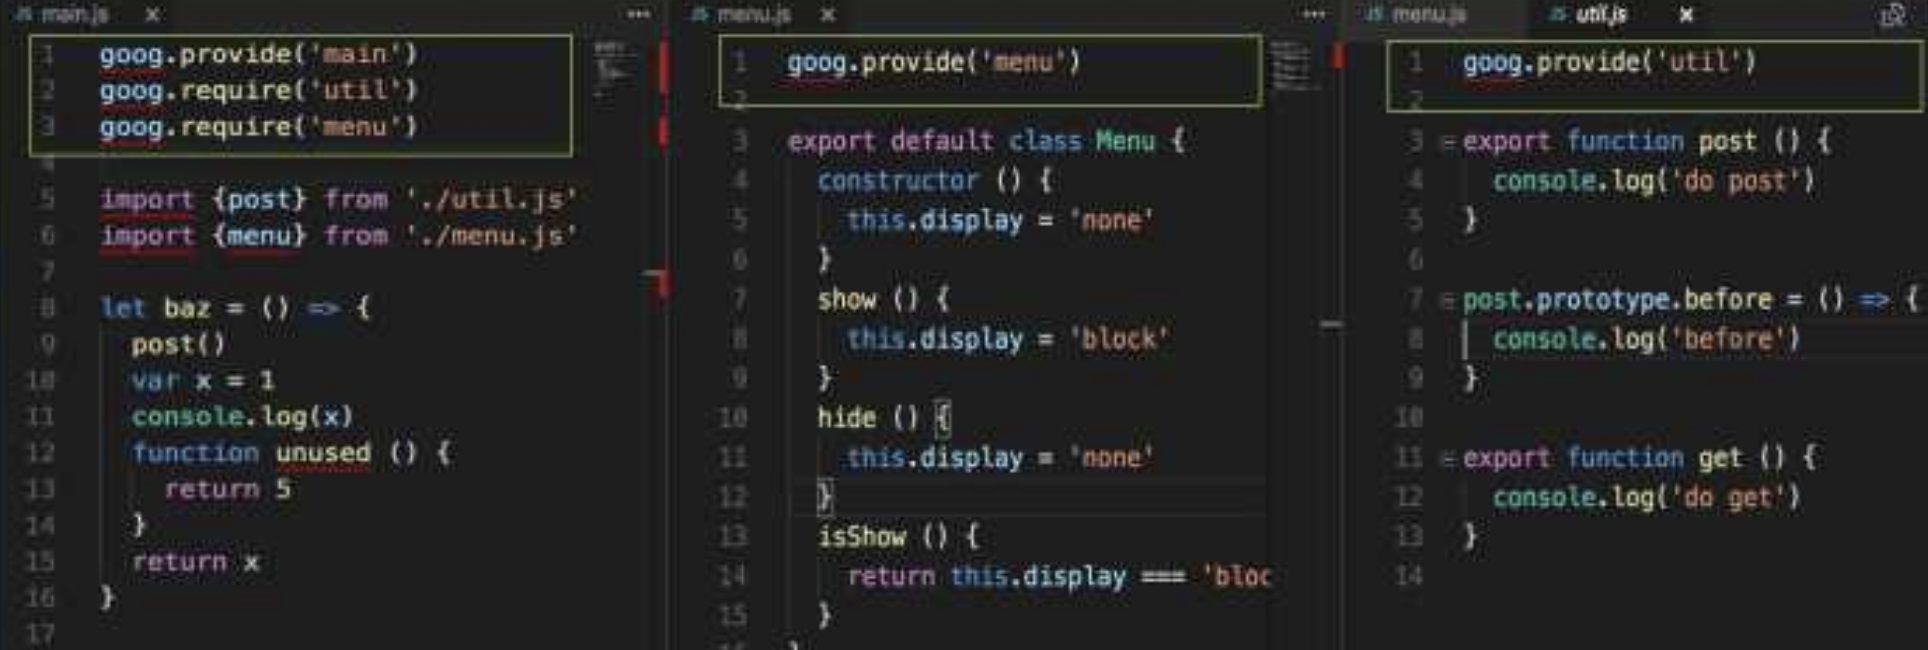 JS main.js ×
...
1 goog.provide('main')
2 goog.require('util')
3 goog.require('menu')
4
5 import {post} from './util.js'
6 import {menu} from './menu.js'
7
8 let baz = () => {
9 post()
10 var x = 1
11 console.log(x)
12 function unused () {
13 return 5
14 }
15 return x
16 }
17
JS menu.js ×
...
1 goog.provide('menu')
2
3 export default class Menu {
4 constructor () {
5 this.display = 'none'
6 }
7 show () {
8 this.display = 'block'
9 }
10 hide () {
11 this.display = 'none'
12 }
13 isShow () {
14 return this.display === 'bloc
15 }
JS menu.js
JS util.js ×
1 goog.provide('util')
2
3 export function post () {
4 console.log('do post')
5 }
6
7 post.prototype.before = () => {
8 console.log('before')
9 }
10
11 export function get () {
12 console.log('do get')
13 }
14